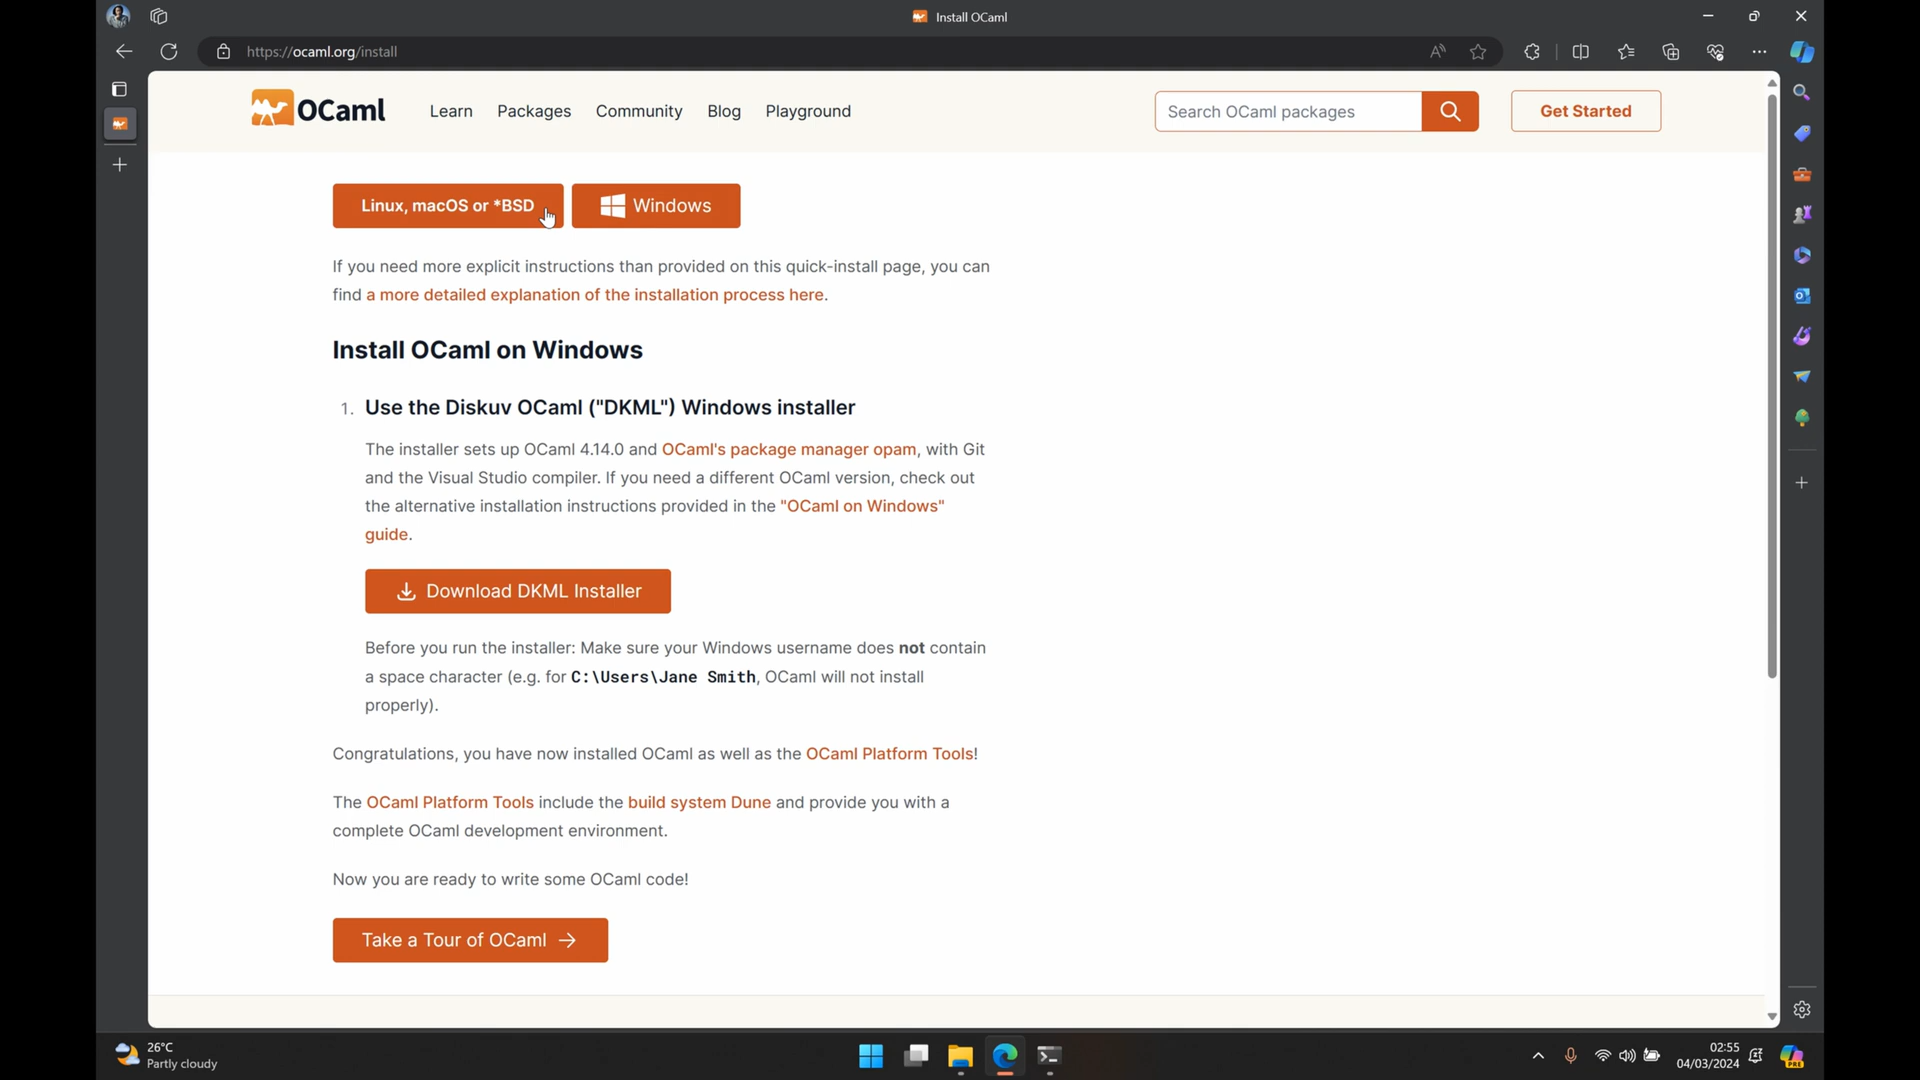 Install OCaml
https://ocaml.org/install
OCaml
Learn
Packages
Community
Blog
Playground
Search OCaml packages
Get Started
Linux, macOS or *BSD
Windows
If you need more explicit instructions than provided on this quick-install page, you can
find a more detailed explanation of the installation process here.
Install OCaml on Windows
1. Use the Diskuv OCaml ("DKML") Windows installer
The installer sets up OCaml 4.14.0 and OCaml's package manager opam, with Git
and the Visual Studio compiler. If you need a different OCaml version, check out
the alternative installation instructions provided in the "OCaml on Windows"
guide.
Download DKML Installer
Before you run the installer: Make sure your Windows username does not contain
a space character (e.g. for C:\Users\Jane Smith, OCaml will not install
properly).
Congratulations, you have now installed OCaml as well as the OCaml Platform Tools!
The OCaml Platform Tools include the build system Dune and provide you with a
complete OCaml development environment.
Now you are ready to write some OCaml code!
Take a Tour of OCaml →
26°C
Partly cloudy
02:55
04/03/2024
PRE